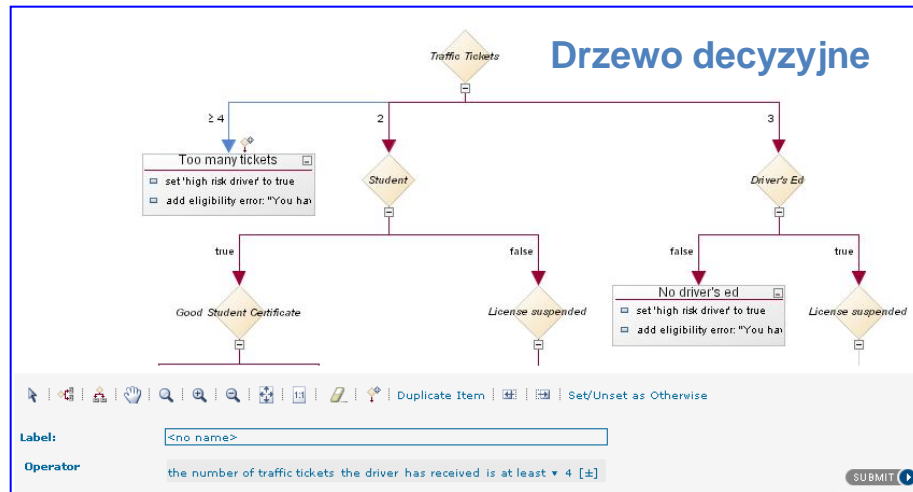 Drzewo decyzyjne
Traffic Tickets
≥ 4
2
3
Too many tickets
set 'high risk driver' to true
add eligibility error: "You hav
Student
Driver's Ed
true
false
false
true
Good Student Certificate
License suspended
No driver's ed
set 'high risk driver' to true
add eligibility error: "You hav
License suspended
1:1 Duplicate Item Set/Unset as Otherwise
Label: <no name>
Operator the number of traffic tickets the driver has received is at least ▾ 4 [±]
SUBMIT